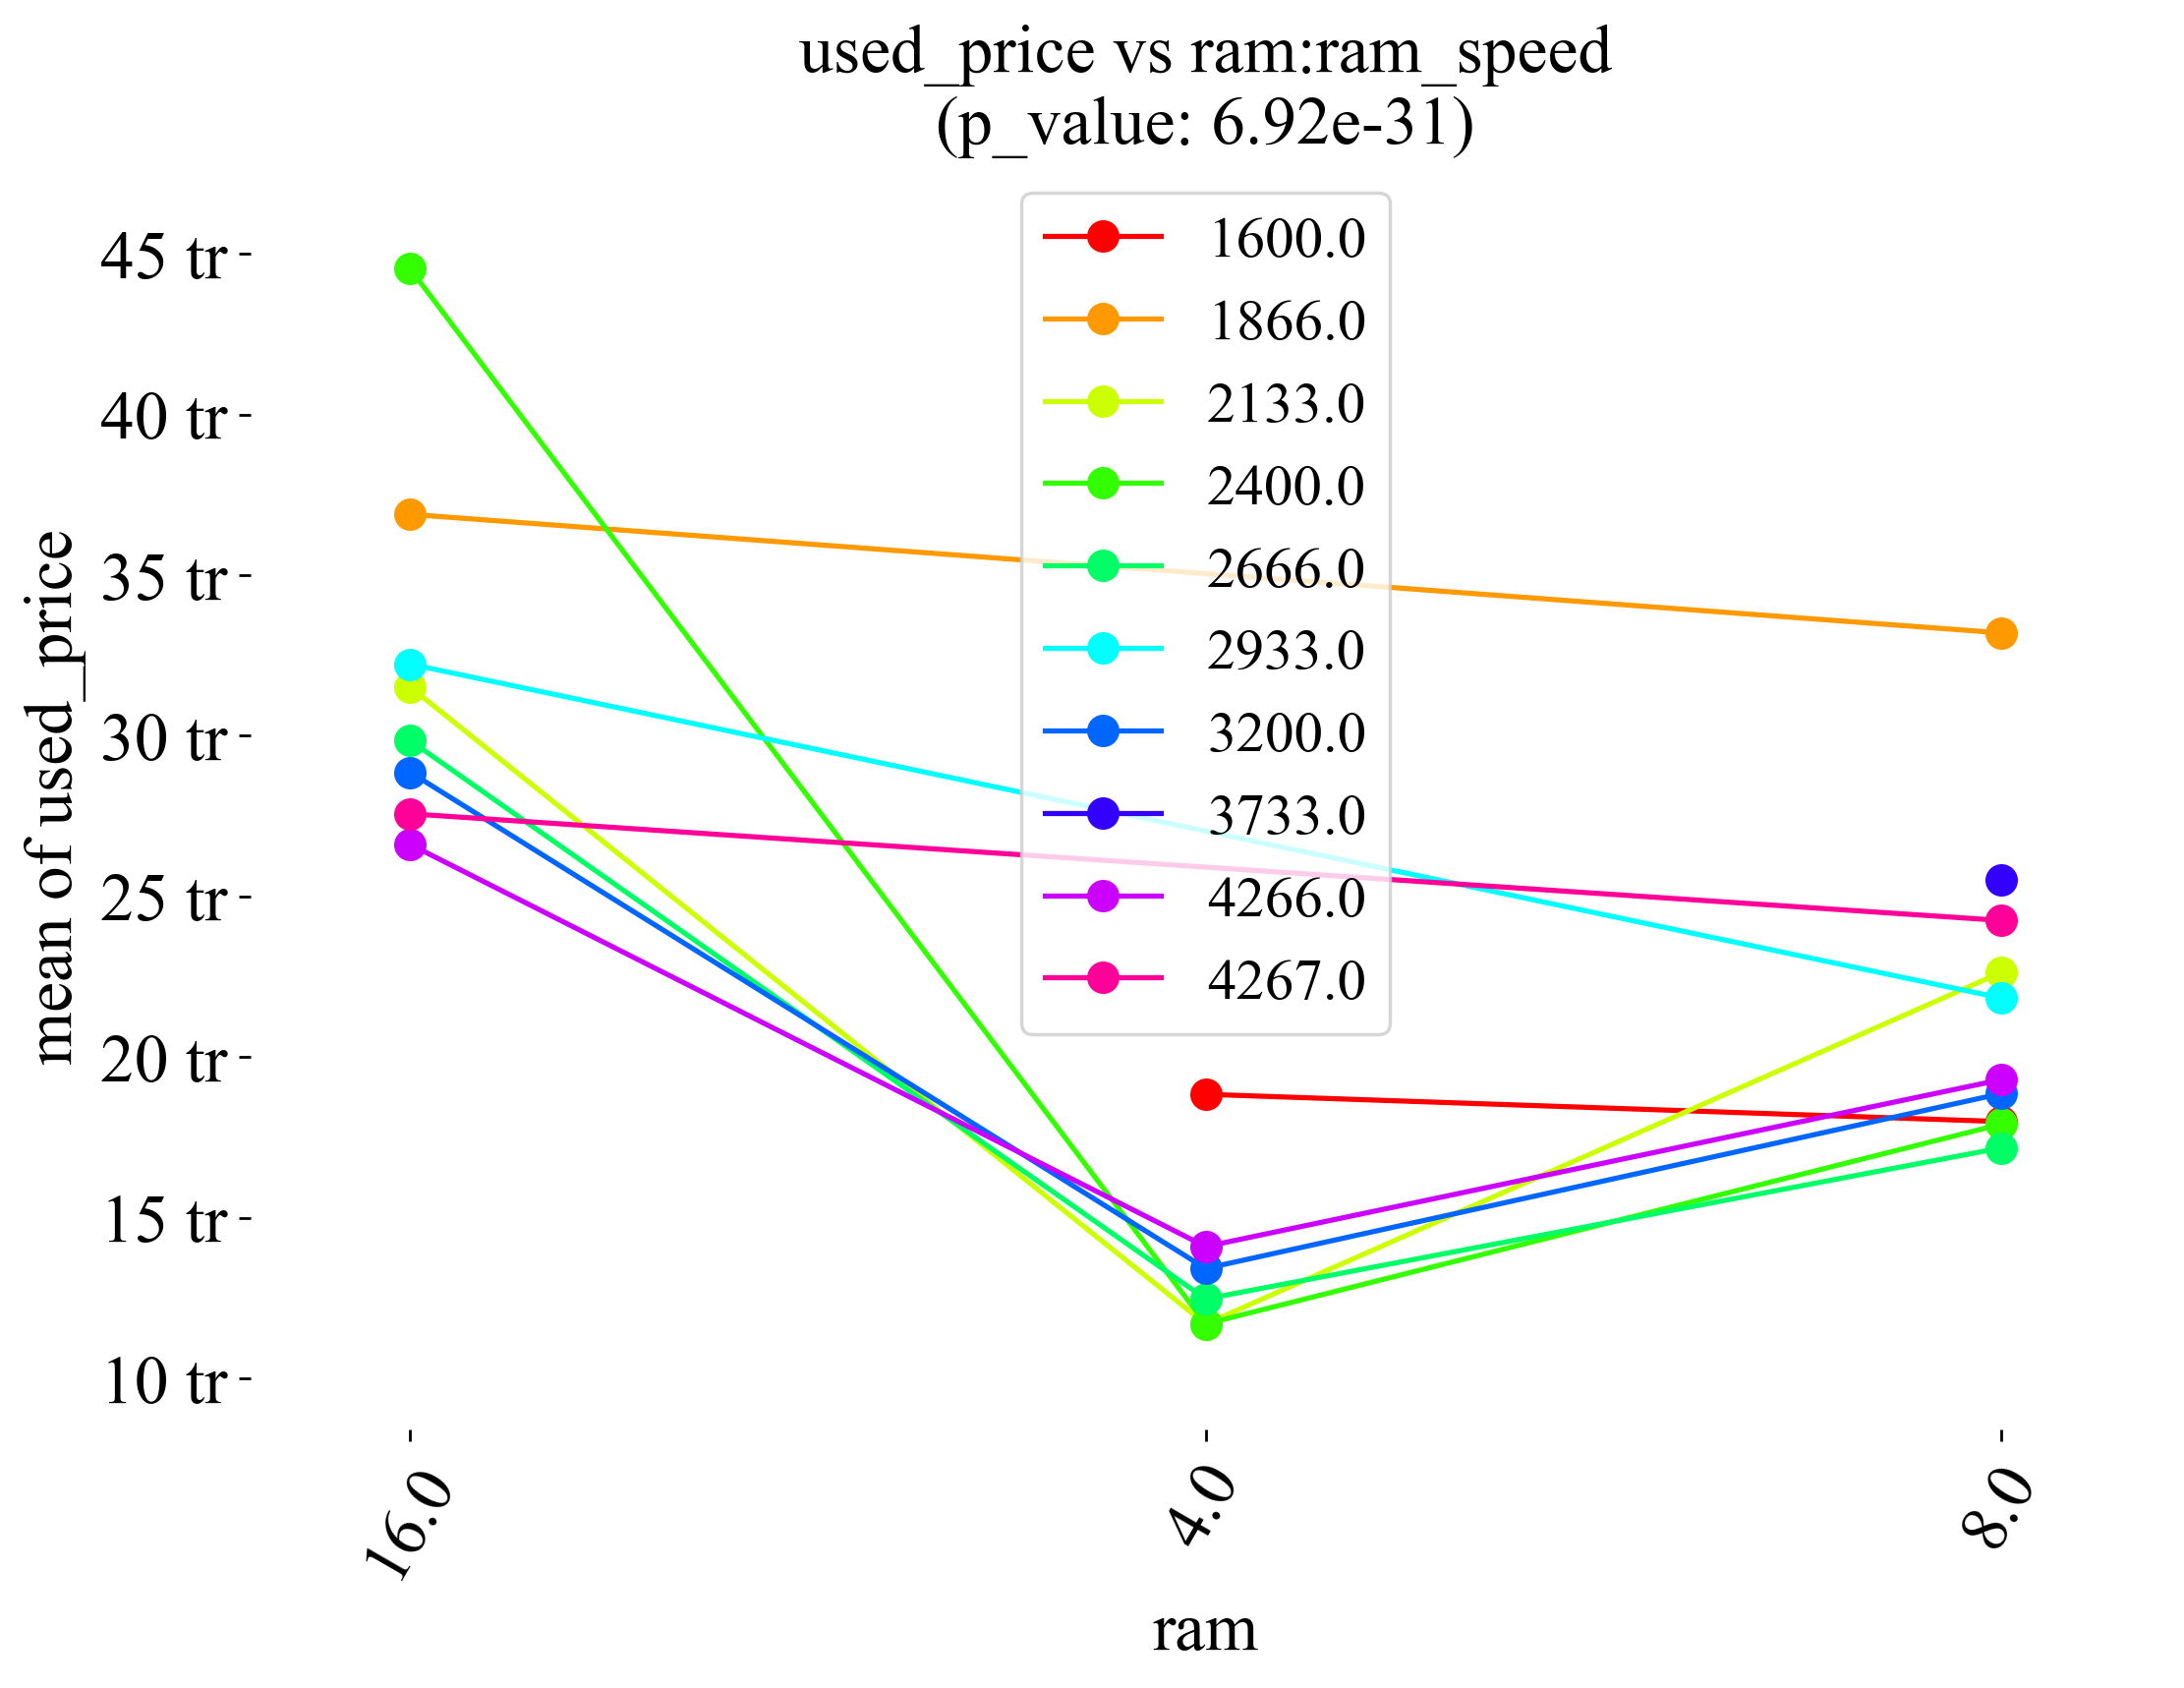 used_price vs ram:ram_speed
(p_value: 6.92e-31)
1600.0
1866.0
2133.0
2400.0
2666.0
2933.0
3200.0
3733.0
4266.0
4267.0
mean of used_price
45 tr
40 tr
35 tr
30 tr
25 tr
20 tr
15 tr
10 tr
16.0
4.0
8.0
ram